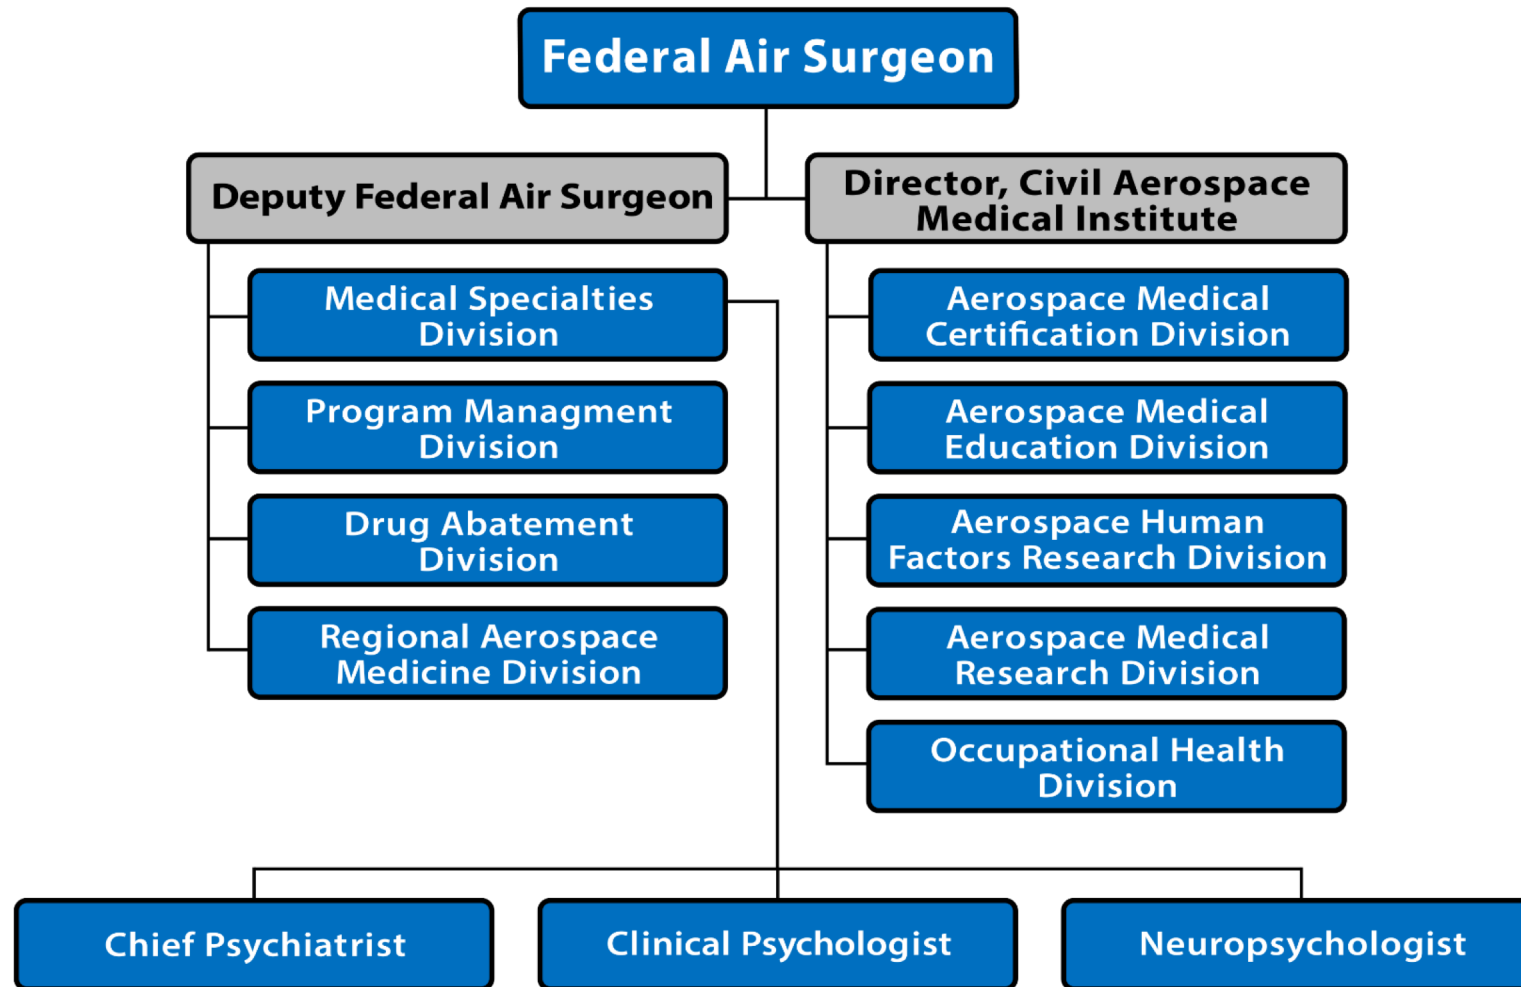 Federal Air Surgeon
Deputy Federal Air Surgeon
Director, Civil Aerospace
Medical Institute
Medical Specialties
Division
Program Managment
Division
Drug Abatement
Division
Regional Aerospace
Medicine Division
Aerospace Medical
Certification Division
Aerospace Medical
Education Division
Aerospace Human
Factors Research Division
Aerospace Medical
Research Division
Occupational Health
Division
Chief Psychiatrist
Clinical Psychologist
Neuropsychologist